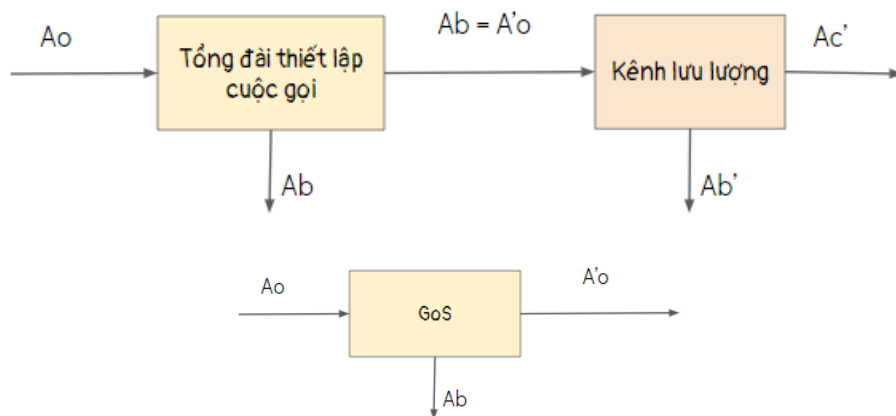 Ao
Tổng đài thiết lập
cuộc gọi
Ab = A'o
Kênh lưu lượng
Ac'
Ab
Ab'
Ao
GoS
A'o
Ab